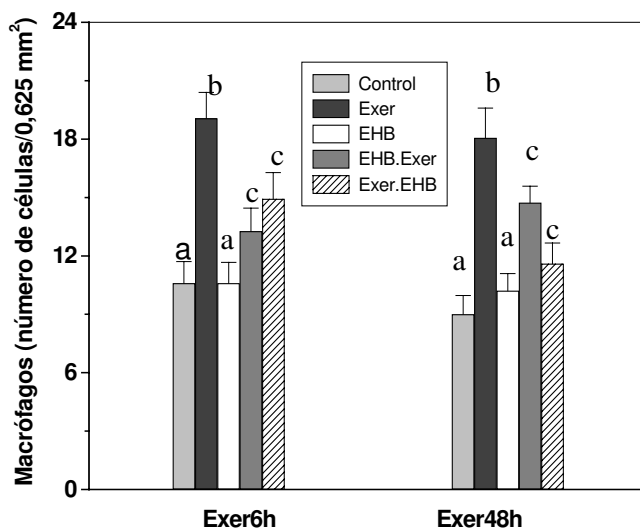 Macrófagos (número de células/0,625 mm²)
24
18
12
6
0
Control
Exer
EHB
EHB.Exer
Exer.EHB
a
b
a
c
c
a
b
a
c
c
Exer6h
Exer48h